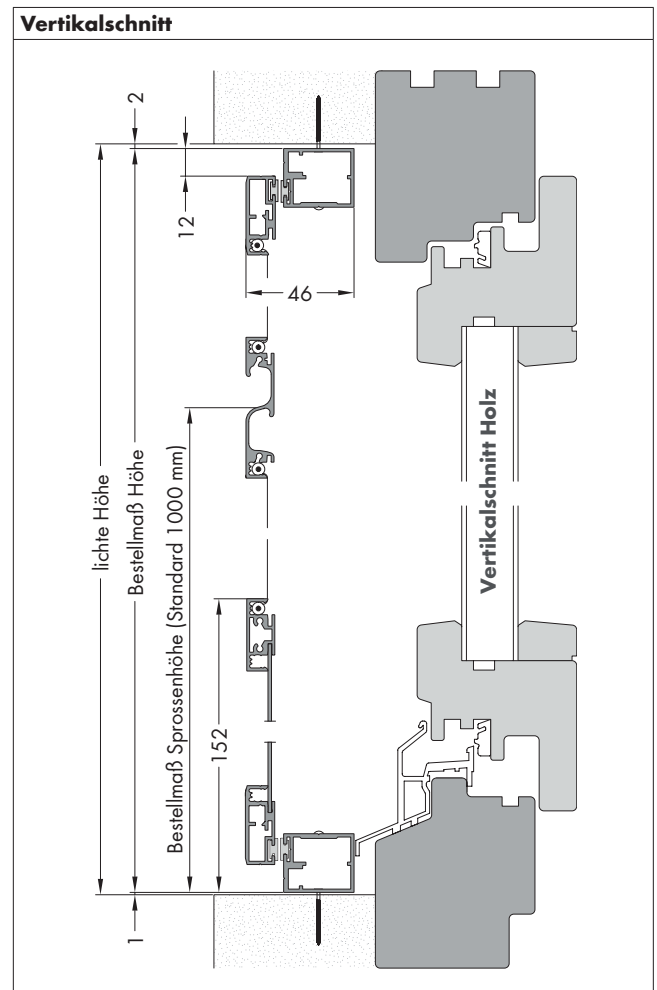 Vertikalschnitt
2
12
46
lichte Höhe
Bestellmaß Höhe
Bestellmaß Sprossenhöhe (Standard 1000 mm)
152
Vertikalschnitt Holz
1